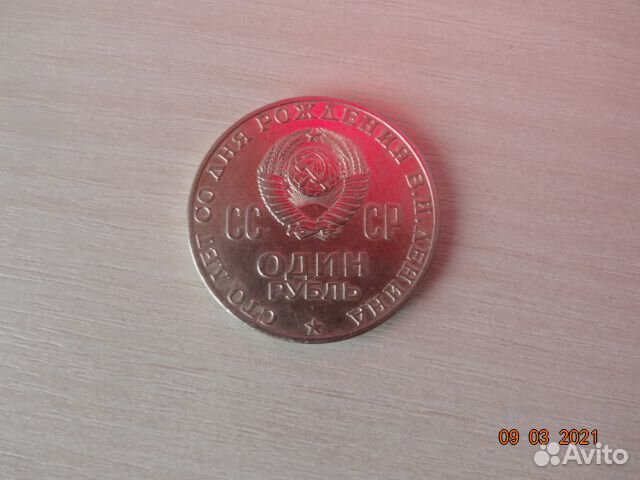 СТО ЛЕТ СО ДНЯ РОЖДЕНИЯ В.И.ЛЕНИНА
СС СР
ОДИН
РУБЛЬ
09 03 2021
Avito